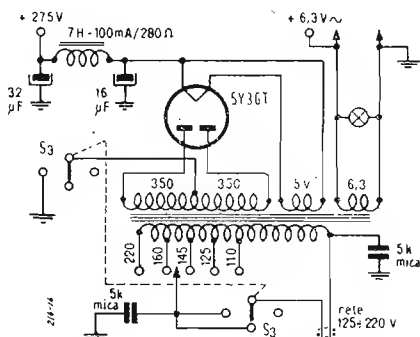 + 275V
7H-100mA/280Ω
+ 6,3V~
32 µF
16 µF
5Y3GT
S3
350
350
5V
6,3
220
160
145
125
110
5k mica
5k mica
S3
rete
125÷220 V